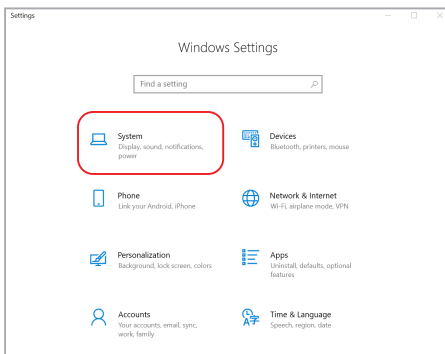 Settings
Windows Settings
Find a setting
System
Display, sound, notifications,
power
Devices
Bluetooth, printers, mouse
Phone
Link your Android, iPhone
Network & Internet
Wi-Fi, airplane mode, VPN
Personalization
Background, lock screen, colors
Apps
Uninstall, defaults, optional
features
Accounts
Your accounts, email, sync,
work, family
Time & Language
Speech, region, date